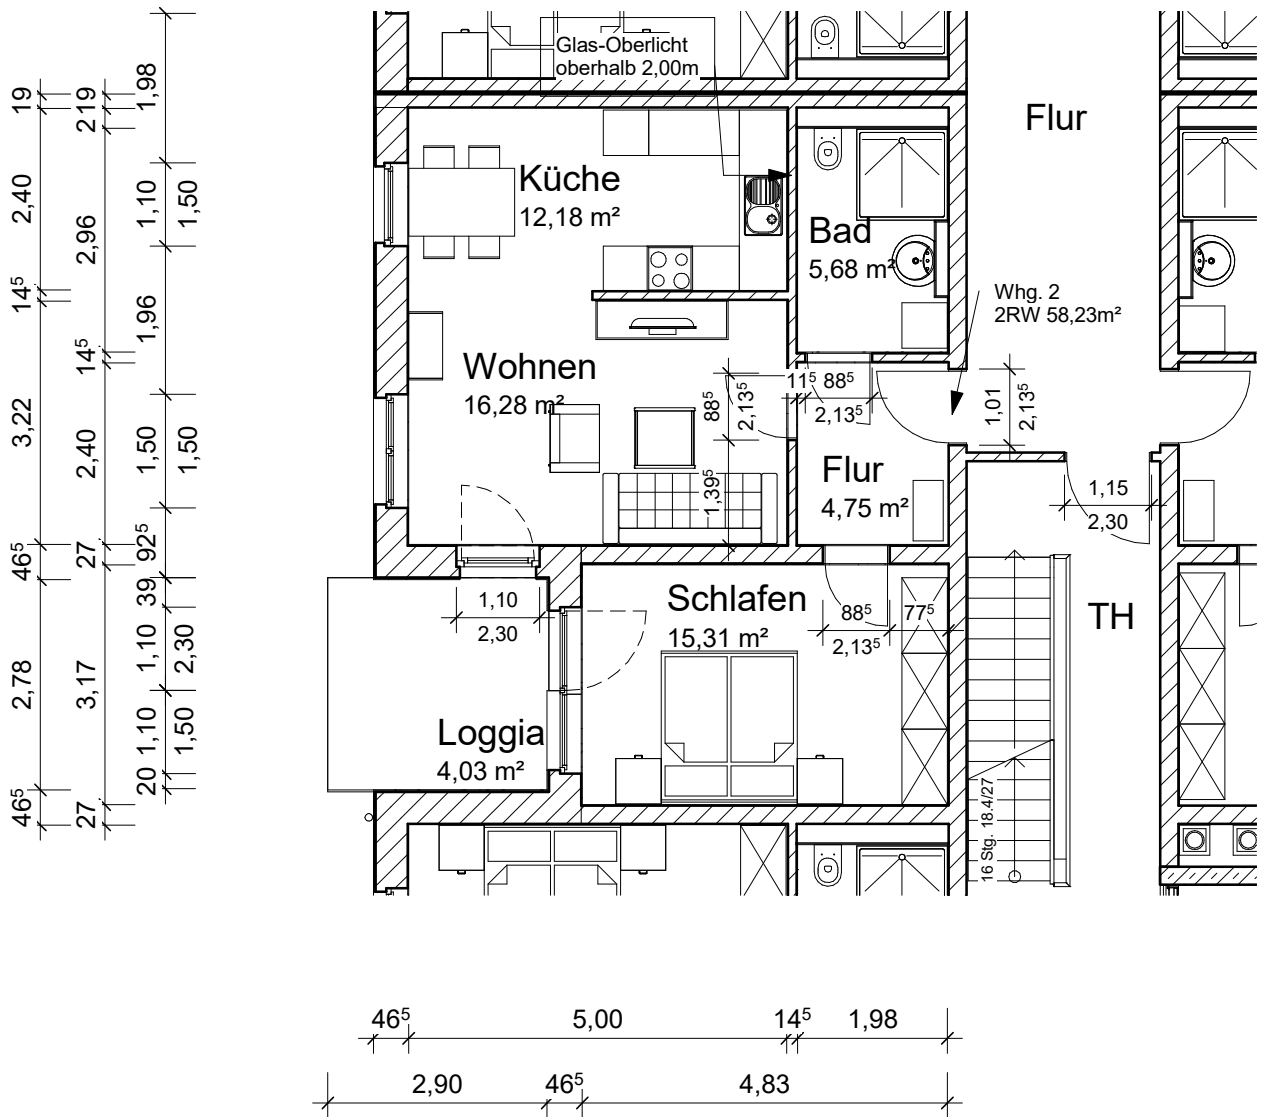 Glas-Oberlicht
oberhalb 2,00m
Flur
Küche
12,18 m²
Bad
5,68 m²
Whg. 2
2RW 58,23m²
Wohnen
16,28 m²
88⁵
2,13⁵
11⁵
88⁵
2,13⁵
1,01
2,13⁵
1,39⁵
Flur
4,75 m²
1,15
2,30
1,10
2,30
Schlafen
15,31 m²
88⁵
2,13⁵
77⁵
TH
Loggia
4,03 m²
16 Stg. 18.4/27
19
2,40
14⁵
3,22
46⁵
2,78
46⁵
19
2
2,96
14⁵
2,40
27
3,17
27
1,98
1,10
1,50
1,96
1,50
1,50
92⁵
39
1,10
2,30
1,10
1,50
20
46⁵
5,00
14⁵
1,98
2,90
46⁵
4,83